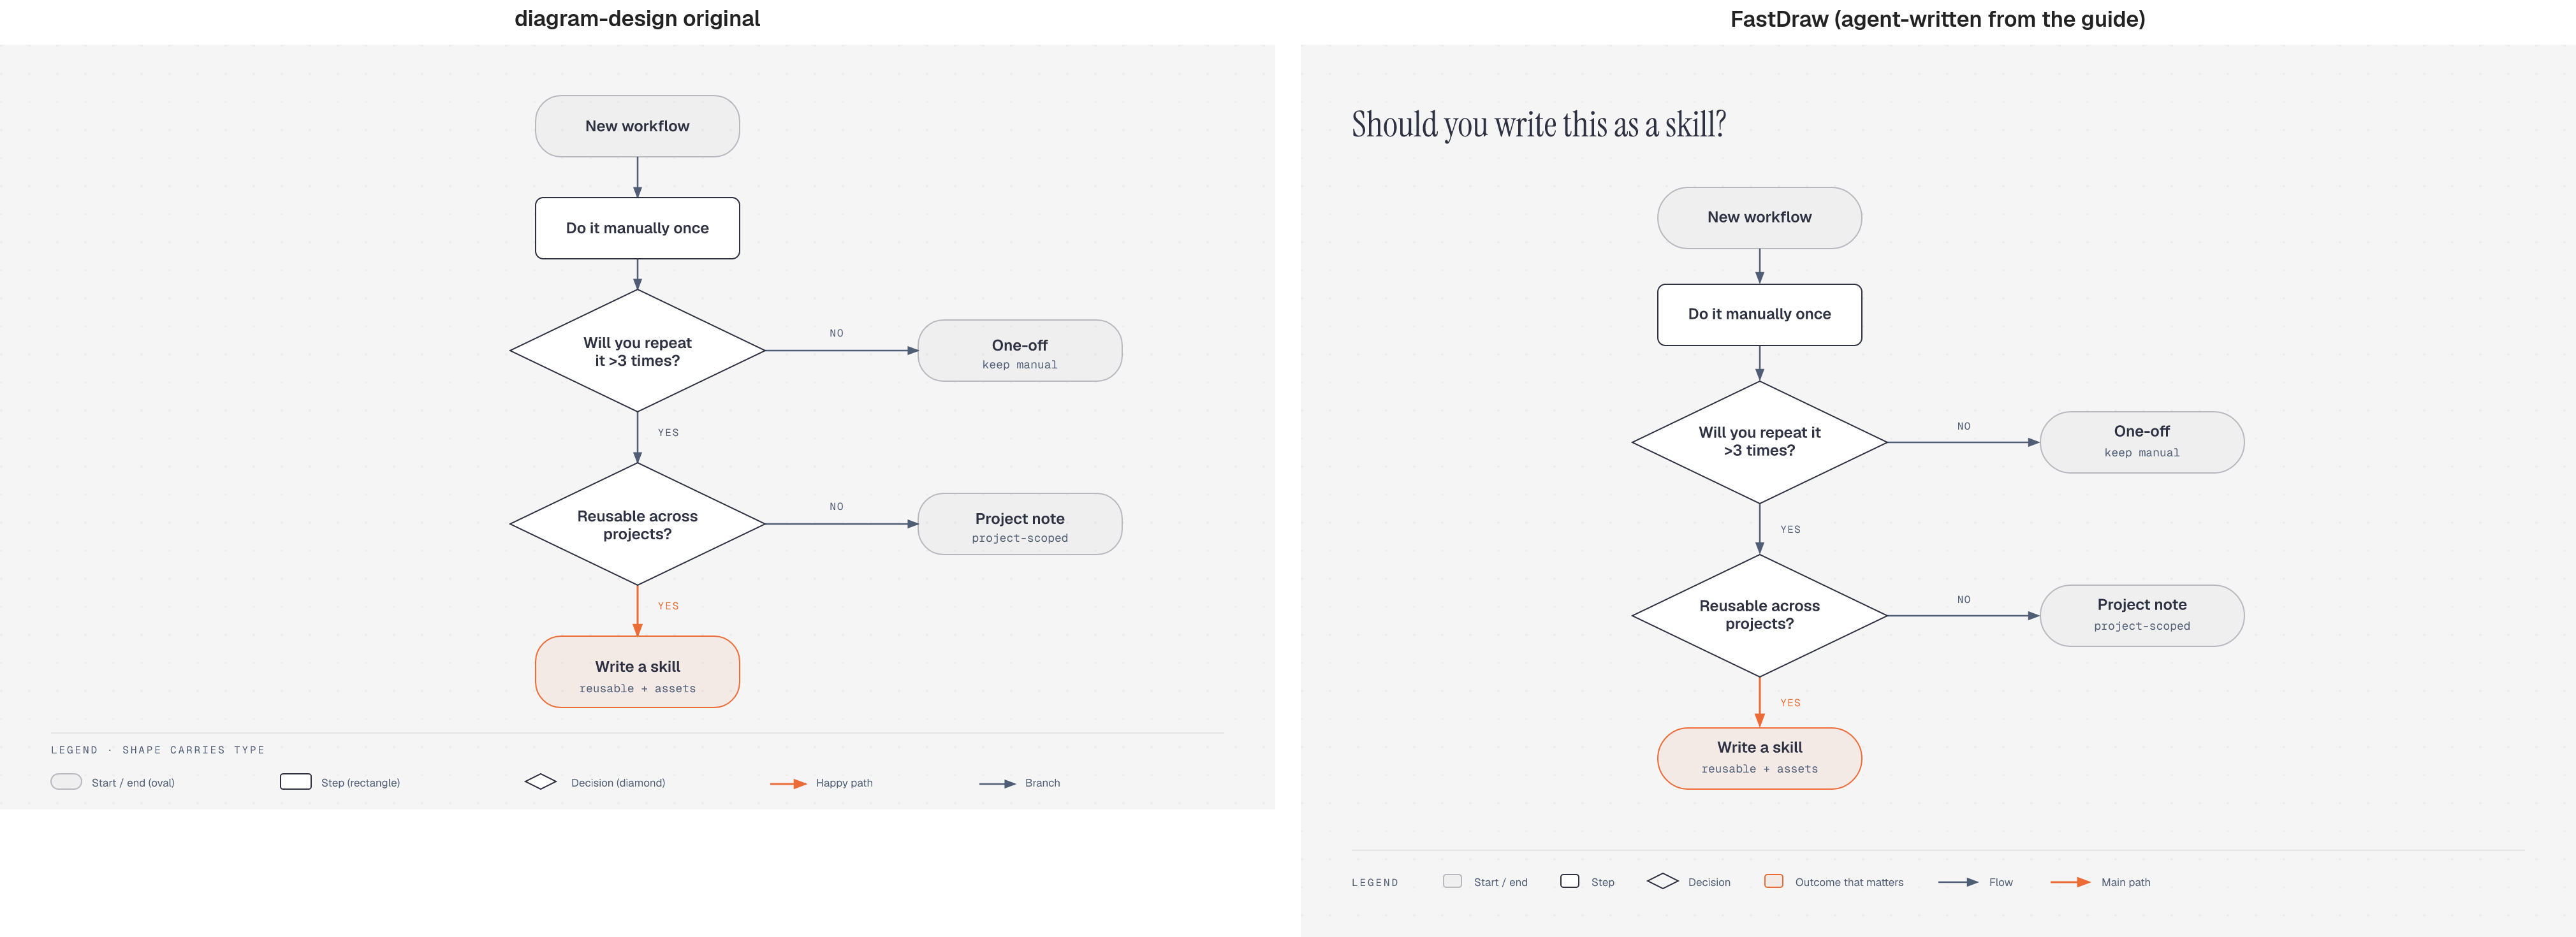 diagram-design original
New workflow
Do it manually once
Will you repeat
it >3 times?
NO
One-off
keep manual
YES
Reusable across
projects?
NO
Project note
project-scoped
YES
Write a skill
reusable + assets
LEGEND · SHAPE CARRIES TYPE
Start / end (oval)
Step (rectangle)
Decision (diamond)
Happy path
Branch
FastDraw (agent-written from the guide)
Should you write this as a skill?
New workflow
Do it manually once
Will you repeat it
>3 times?
NO
One-off
keep manual
YES
Reusable across
projects?
NO
Project note
project-scoped
YES
Write a skill
reusable + assets
LEGEND
Start / end
Step
Decision
Outcome that matters
Flow
Main path